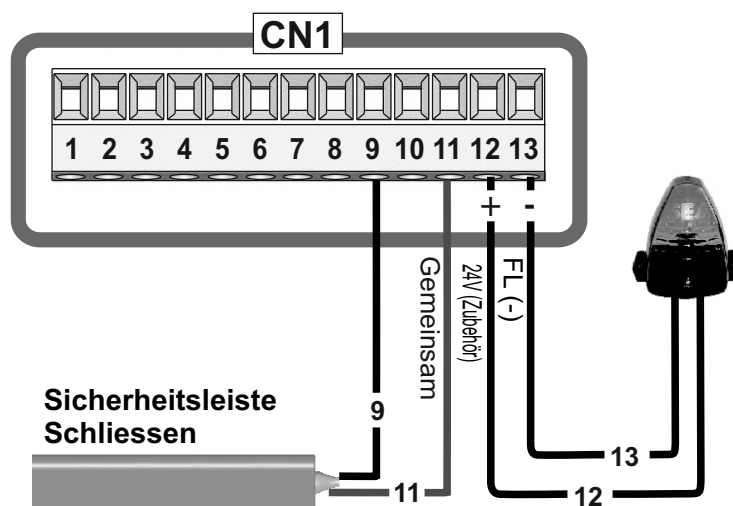 CN1
1 2 3 4 5 6 7 8 9 10 11 12 13
+ -
Gemeinsam
24V (Zubehör)
FL (-)
Sicherheitsleiste
Schliessen
9
11
13
12